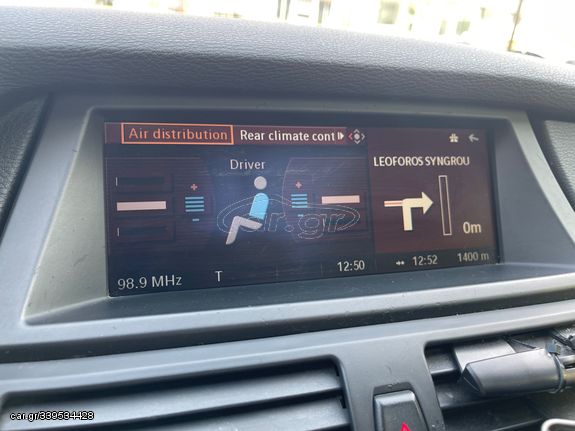 Air distribution Rear climate cont
Driver
LEOFOROS SYNGROU
0m
98.9 MHz T 12:50 12:52 1400 m
car.gr
car.gr/339534428